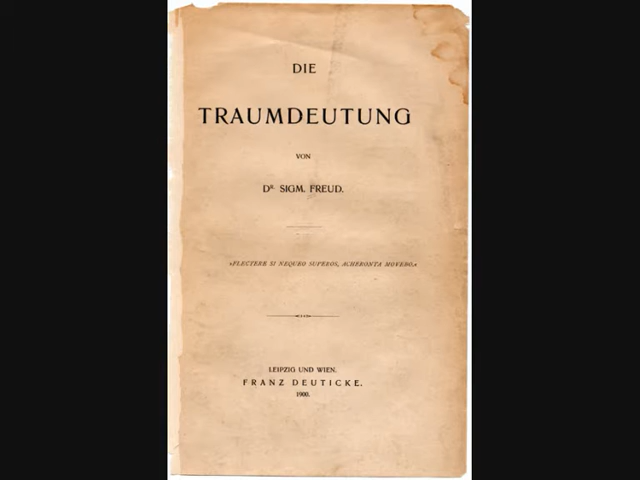 DIE
TRAUMDEUTUNG
VON
DR. SIGM. FREUD.
»FLECTERE SI NEQUEO SUPEROS, ACHERONTA MOVEBO.«
LEIPZIG UND WIEN.
FRANZ DEUTICKE.
1900.